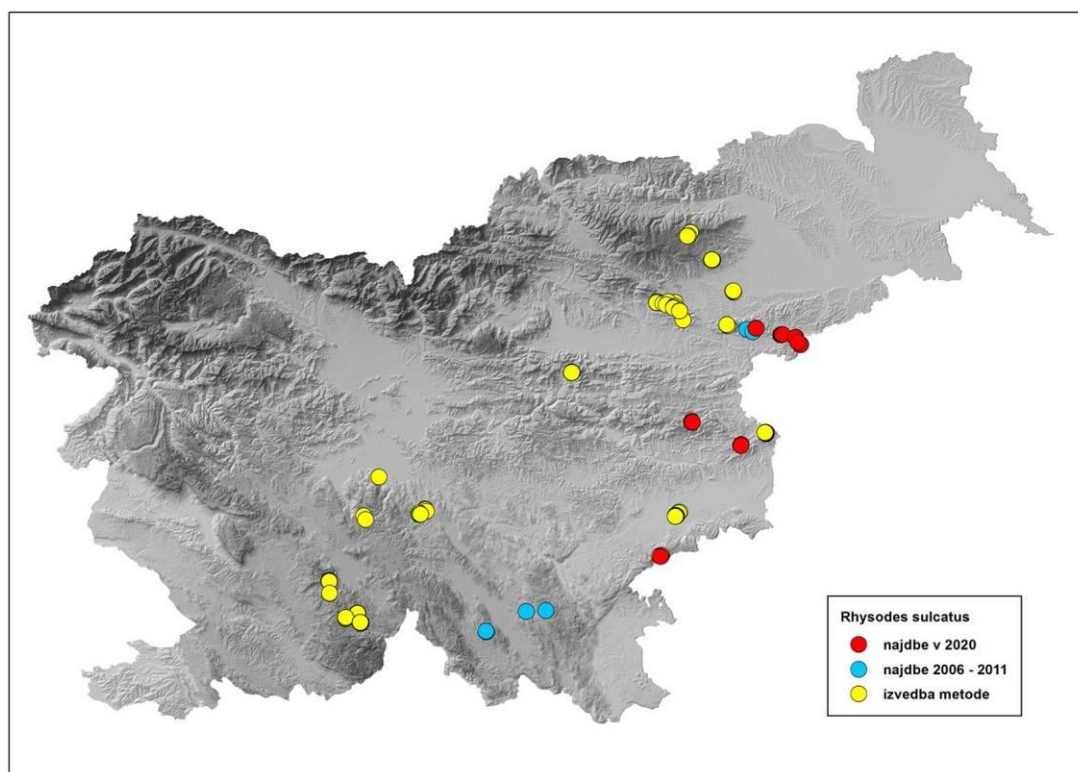 Rhysodes sulcatus
najdbe v 2020
najdbe 2006 - 2011
izvedba metode